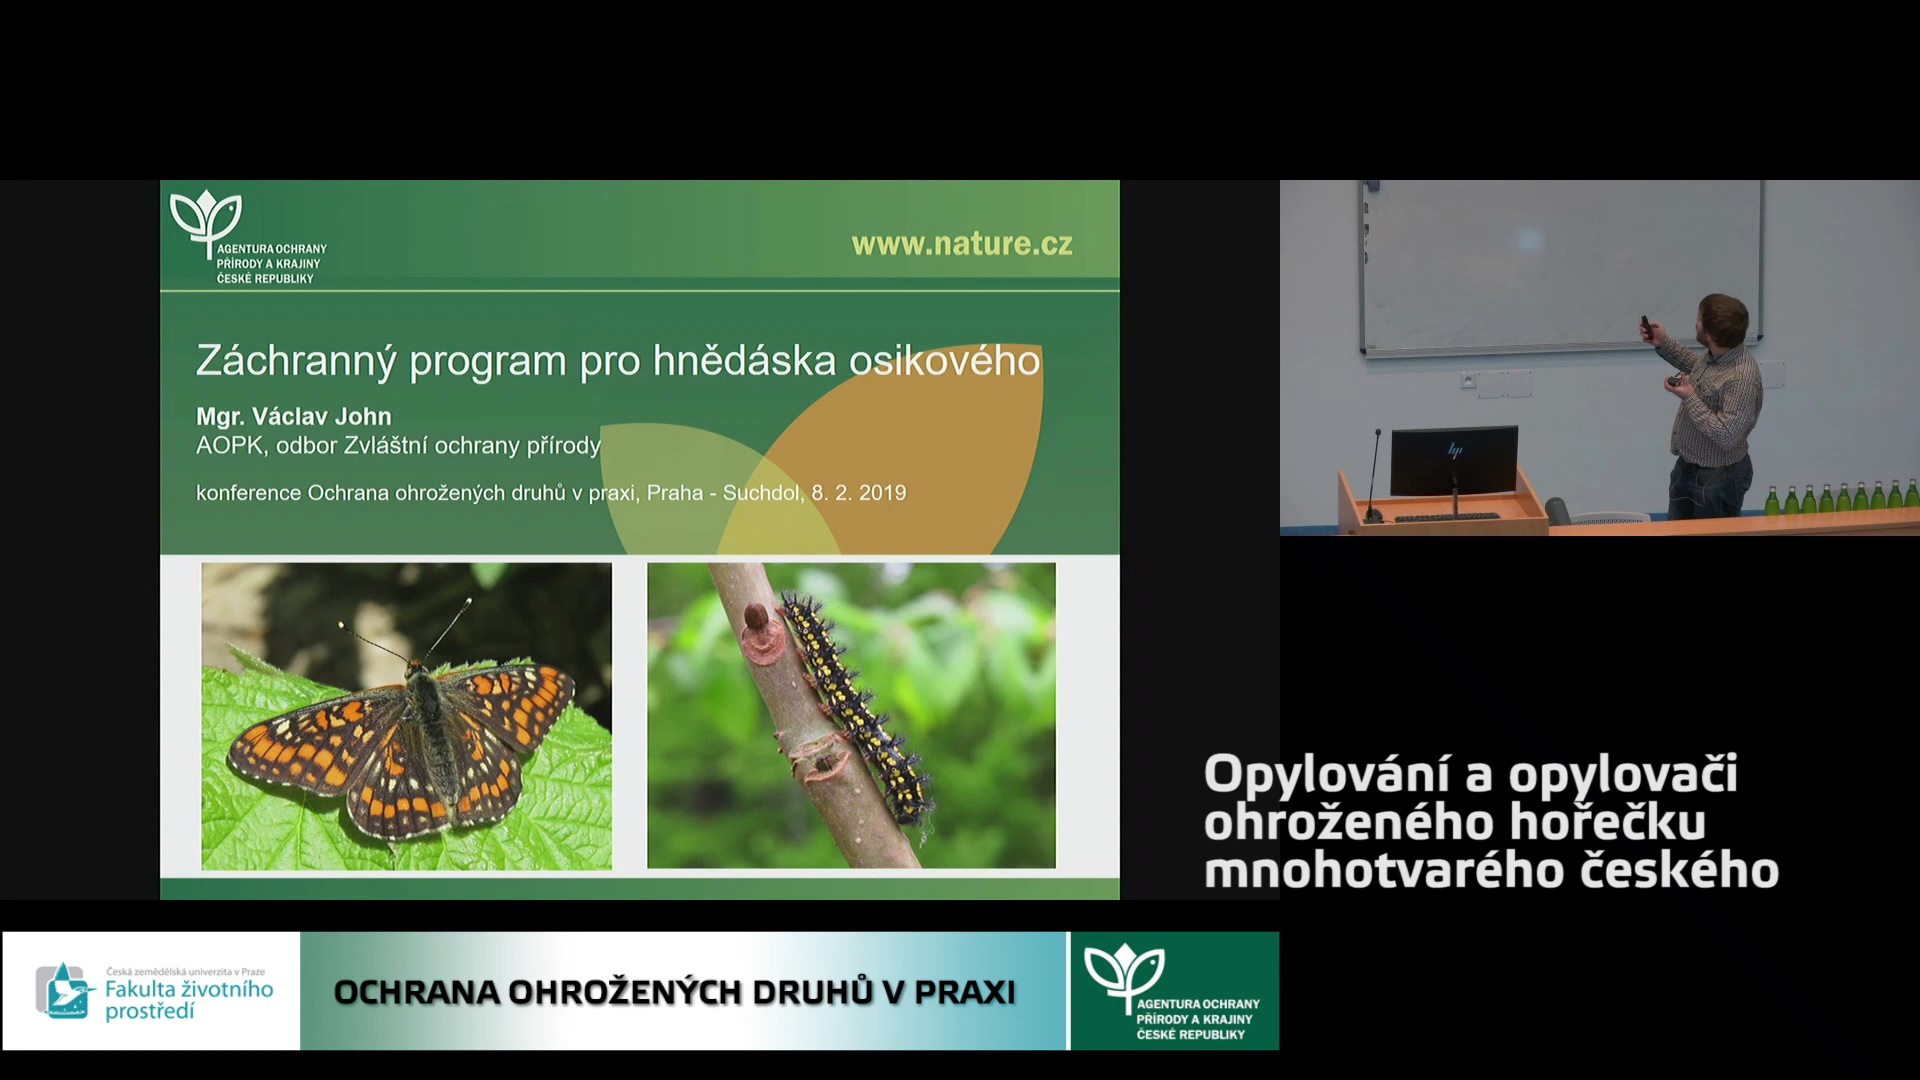 AGENTURA OCHRANY
PŘÍRODY A KRAJINY
ČESKÉ REPUBLIKY
www.nature.cz
Záchranný program pro hnědáska osikového
Mgr. Václav John
AOPK, odbor Zvláštní ochrany přírody
konference Ochrana ohrožených druhů v praxi, Praha - Suchdol, 8. 2. 2019
hp
Opylování a opylovači
ohroženého hořečku
mnohotvarého českého
Česká zemědělská univerzita v Praze
Fakulta životního
prostředí
OCHRANA OHROŽENÝCH DRUHŮ V PRAXI
AGENTURA OCHRANY
PŘÍRODY A KRAJINY
ČESKÉ REPUBLIKY